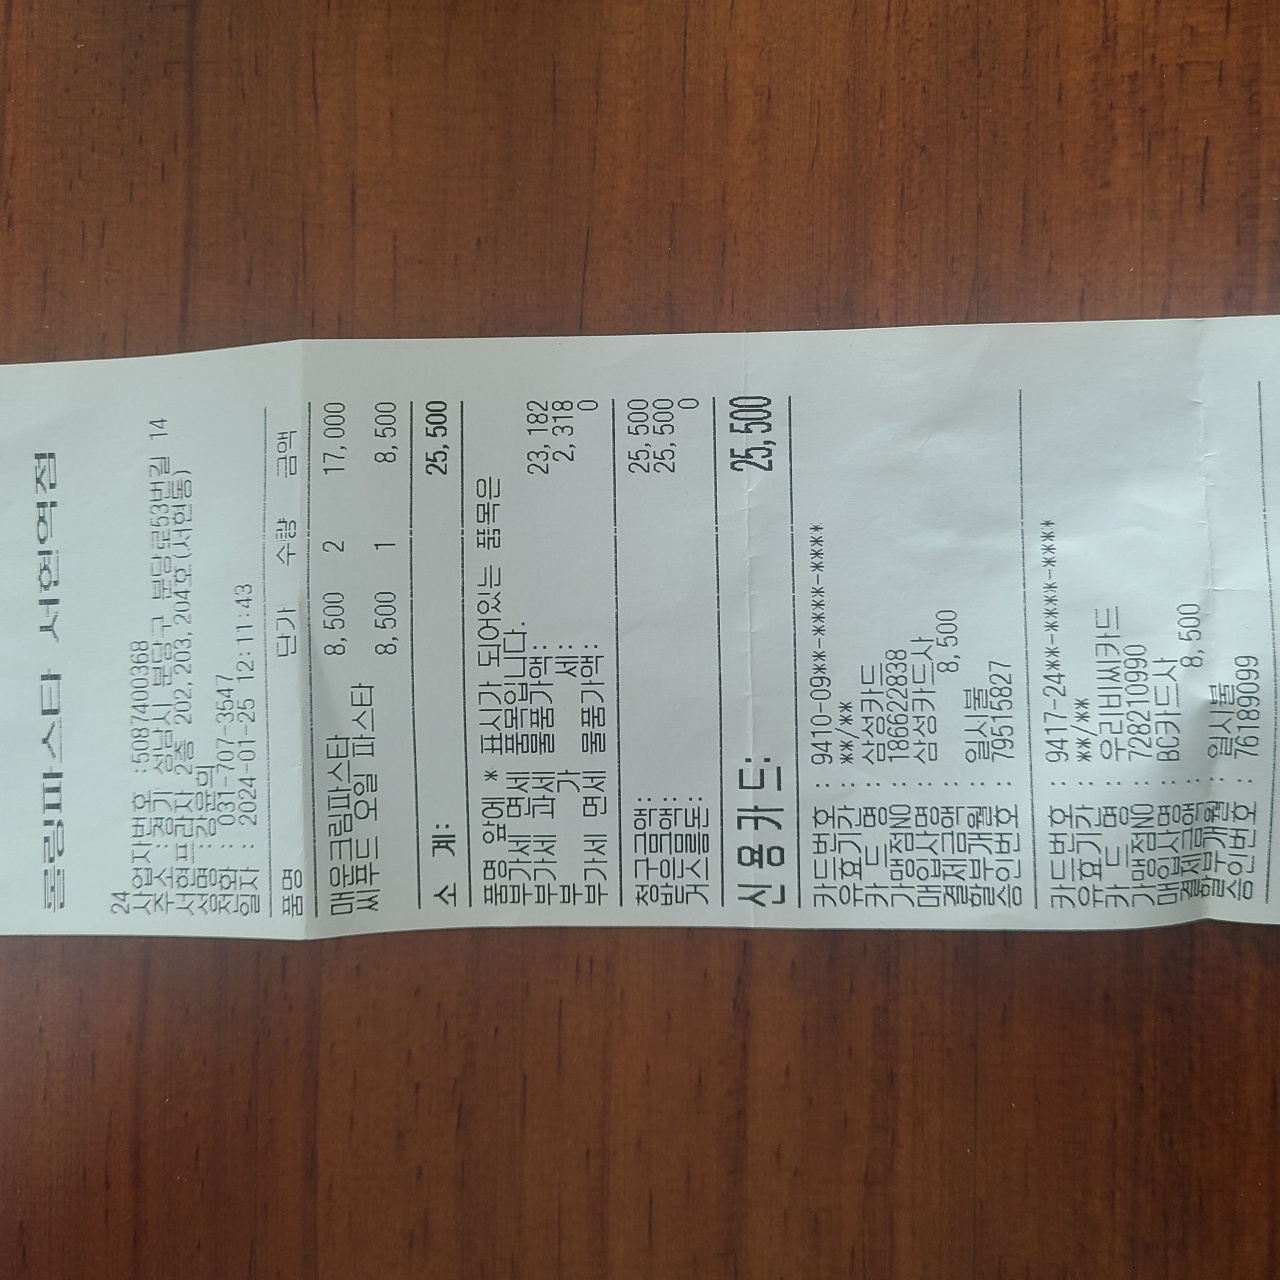 롤링파스타 서현역점
24
사업자번호 :5087400368
주소 :경기 성남시 분당구 분당로53번길 14
서현프라자 2층 202,203,204호(서현동)
성명 :
전화 : 031-707-3547
일자 : 2024-01-25 12:11:43
품명 단가 수량 금액
매운크림파스타 8,500 2 17,000
씨푸드 오일 파스타 8,500 1 8,500
소 계: 25,500
품명 앞에 * 표시가 되어있는 품목은
부가세 면세 품목입니다.
부가세 과세 물품가액: 23,182
부 가 세: 2,318
부가세 면세 물품가액: 0
청구금액: 25,500
받은금액: 25,500
거스름돈: 0
신용카드: 25,500
카드번호 : 9410-09**-****-****
유효기간 : **/**
카 드 명 : 삼성카드
가맹점NO : 186622838
매입사명 : 삼성카드사
결제금액 : 8,500
할부개월 : 일시불
승인번호 : 79515827
카드번호 : 9417-24**-****-****
유효기간 : **/**
카 드 명 : 우리비씨카드
가맹점NO : 728210990
매입사명 : BC카드사
결제금액 : 8,500
할부개월 : 일시불
승인번호 : 76189099